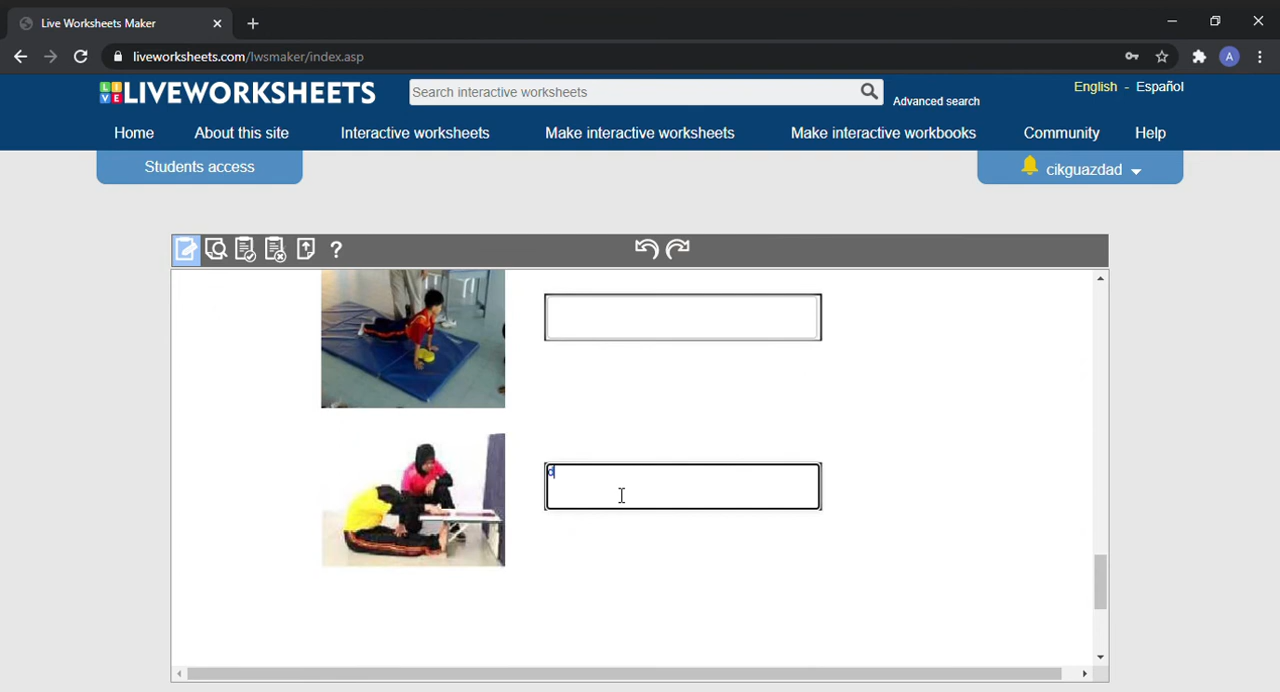 Live Worksheets Maker
liveworksheets.com/lwsmaker/index.asp
A
LIVE LIVEWORKSHEETS
Search interactive worksheets
Advanced search
English - Español
Home
About this site
Interactive worksheets
Make interactive worksheets
Make interactive workbooks
Community
Help
Students access
cikguazdad
?
d